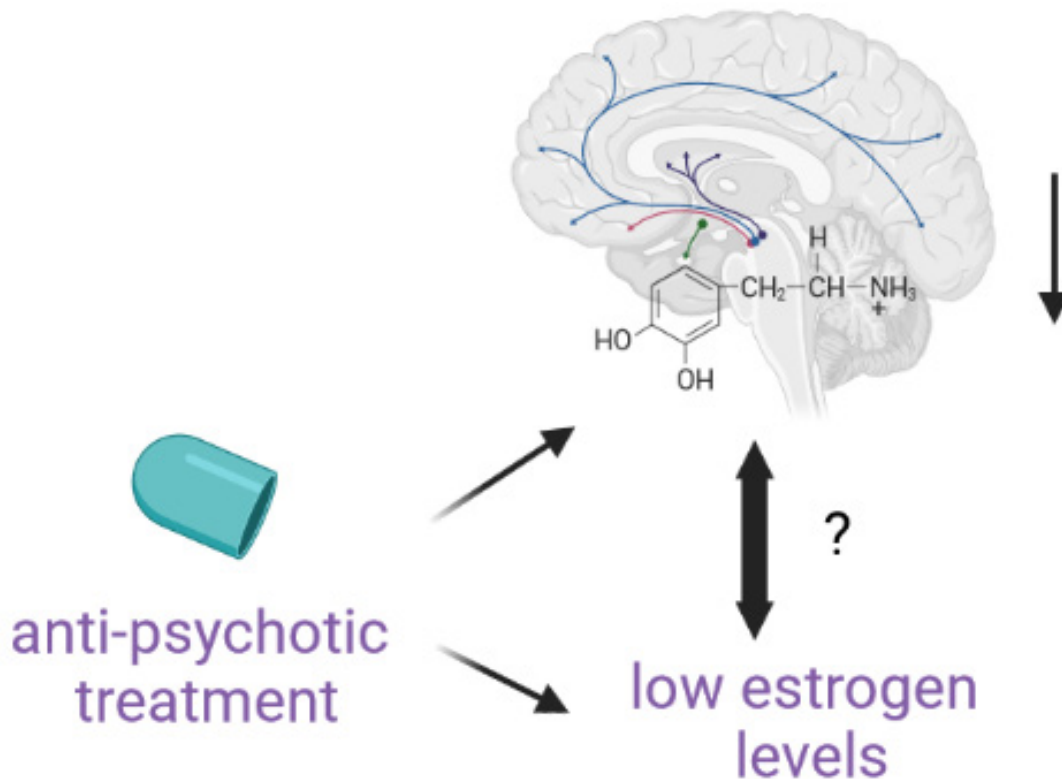 H
CH₂ CH NH₃
+
HO
OH
?
anti-psychotic
treatment
low estrogen
levels